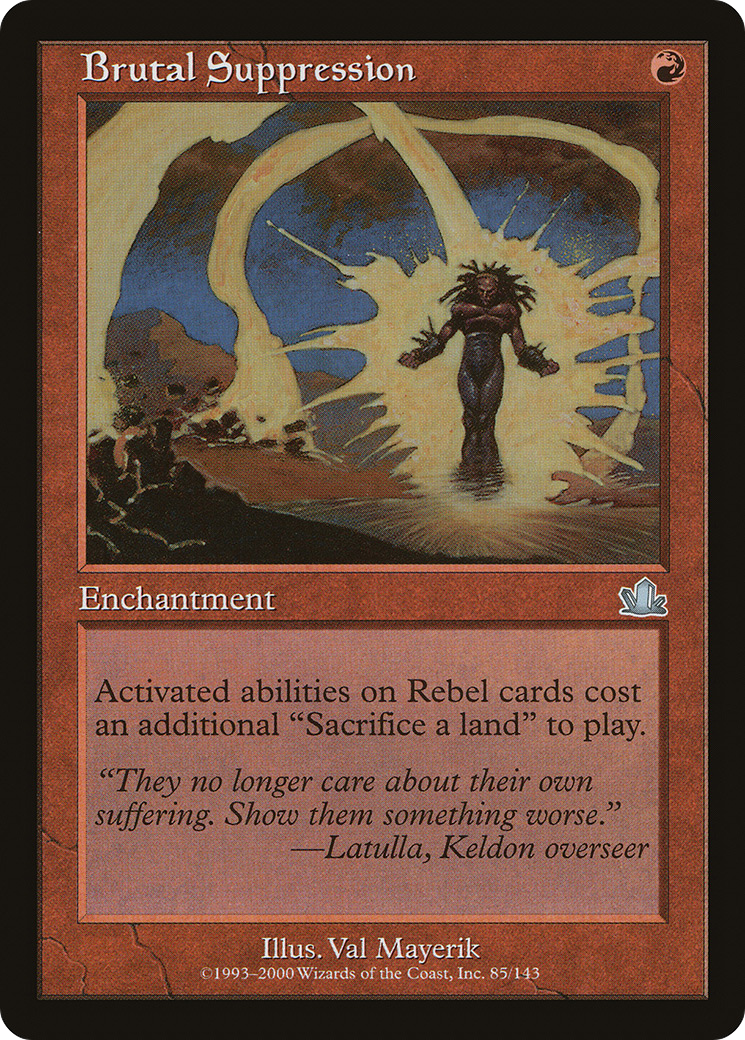 Brutal Suppression
Enchantment
Activated abilities on Rebel cards cost
an additional “Sacrifice a land” to play.
“They no longer care about their own
suffering. Show them something worse.”
—Latulla, Keldon overseer
Illus. Val Mayerik
©1993–2000 Wizards of the Coast, Inc. 85/143